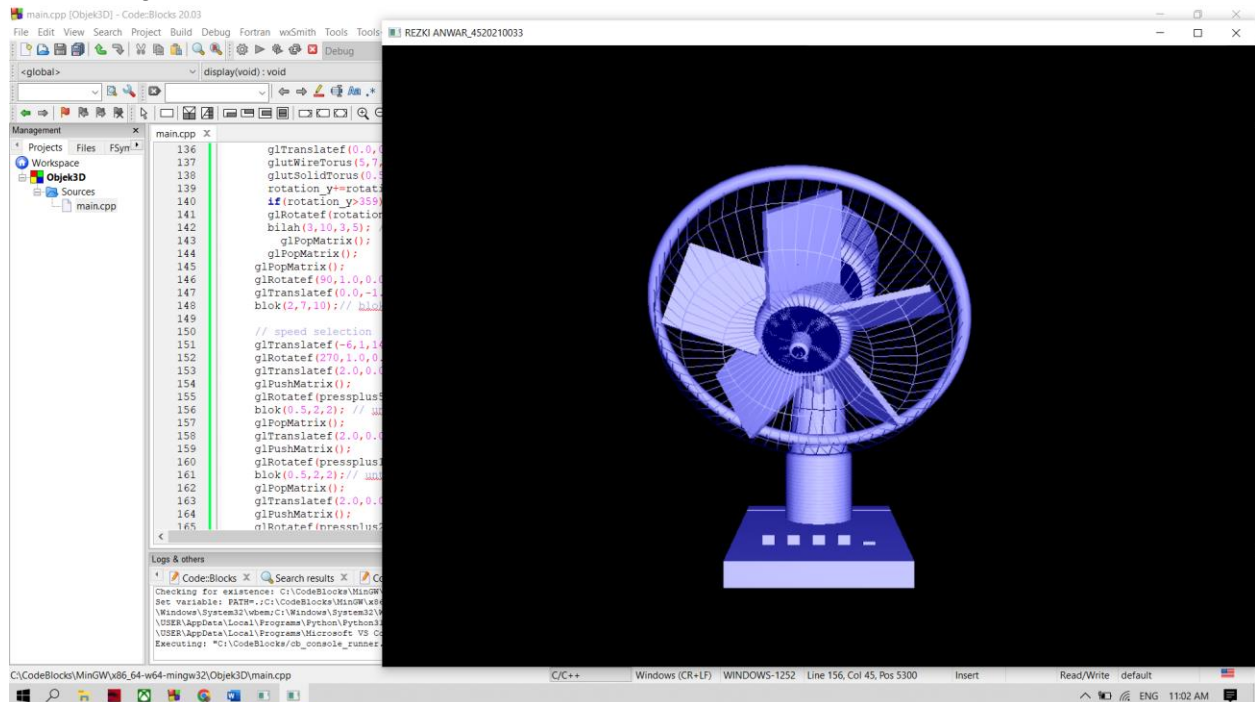 main.cpp [Objek3D] - Code::Blocks 20.03
File Edit View Search Project Build Debug Fortran wxSmith Tools Tools
REZKI ANWAR_4520210033
Debug
<global>
display(void) : void
Management
Projects Files FSym
Workspace
Objek3D
Sources
main.cpp
main.cpp X
136 glTranslatef(0.0,
137 glutWireTorus(5,7,
138 glutSolidTorus(0.5
139 rotation_y+=rotati
140 if(rotation_y>359)
141 glRotatef(rotation
142 bilah(3,10,3,5); /
143 glPopMatrix();
144 glPopMatrix();
145 glPopMatrix();
146 glRotatef(90,1.0,0.
147 glTranslatef(0.0,-1.
148 blok(2,7,10);// blok
149
150 // speed selection
151 glTranslatef(-6,1,14
152 glRotatef(270,1.0,0.
153 glTranslatef(2.0,0.0
154 glPushMatrix();
155 glRotatef(pressplus5
156 blok(0.5,2,2); //
157 glPopMatrix();
158 glTranslatef(2.0,0.0
159 glPushMatrix();
160 glRotatef(pressplus1
161 blok(0.5,2,2);//
162 glPopMatrix();
163 glTranslatef(2.0,0.0
164 glPushMatrix();
165 glRotatef(pressplus2
Logs & others
Code::Blocks X Search results X
Checking for existence: C:\CodeBlocks\MinGW
Set variable: PATH=.;C:\CodeBlocks\MinGW\x8
\Windows\System32\wbem;C:\Windows\System32\W
\USER\AppData\Local\Programs\Python\Python3
\USER\AppData\Local\Programs\Microsoft VS Co
Executing: "C:\CodeBlocks/cb_console_runner.
C:\CodeBlocks\MinGW\x86_64-w64-mingw32\Objek3D\main.cpp C/C++ Windows (CR+LF) WINDOWS-1252 Line 156, Col 45, Pos 5300 Insert Read/Write default
ENG 11:02 AM